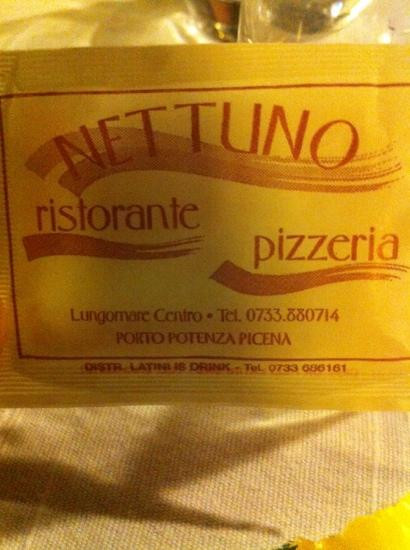 NETTUNO
ristorante
pizzeria
Lungomare Centro • Tel. 0733.880714
PORTO POTENZA PICENA
DISTR. LATINI IS DRINK - Tel. 0733 686161